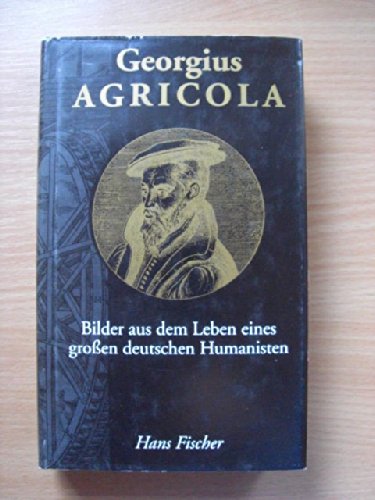 Georgius
AGRICOLA
Bilder aus dem Leben eines
großen deutschen Humanisten
Hans Fischer